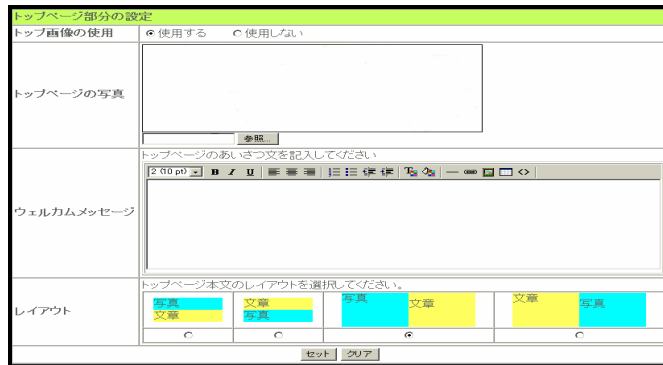 トップページ部分の設定
トップ画像の使用 使用する 使用しない
トップページの写真
参照...
トップページのあいさつ文を記入してください
2 (10 pt) B I U
ウェルカムメッセージ
トップページ本文のレイアウトを選択してください。
レイアウト
写真 文章 写真 文章 文章 写真
文章 写真
セット クリア